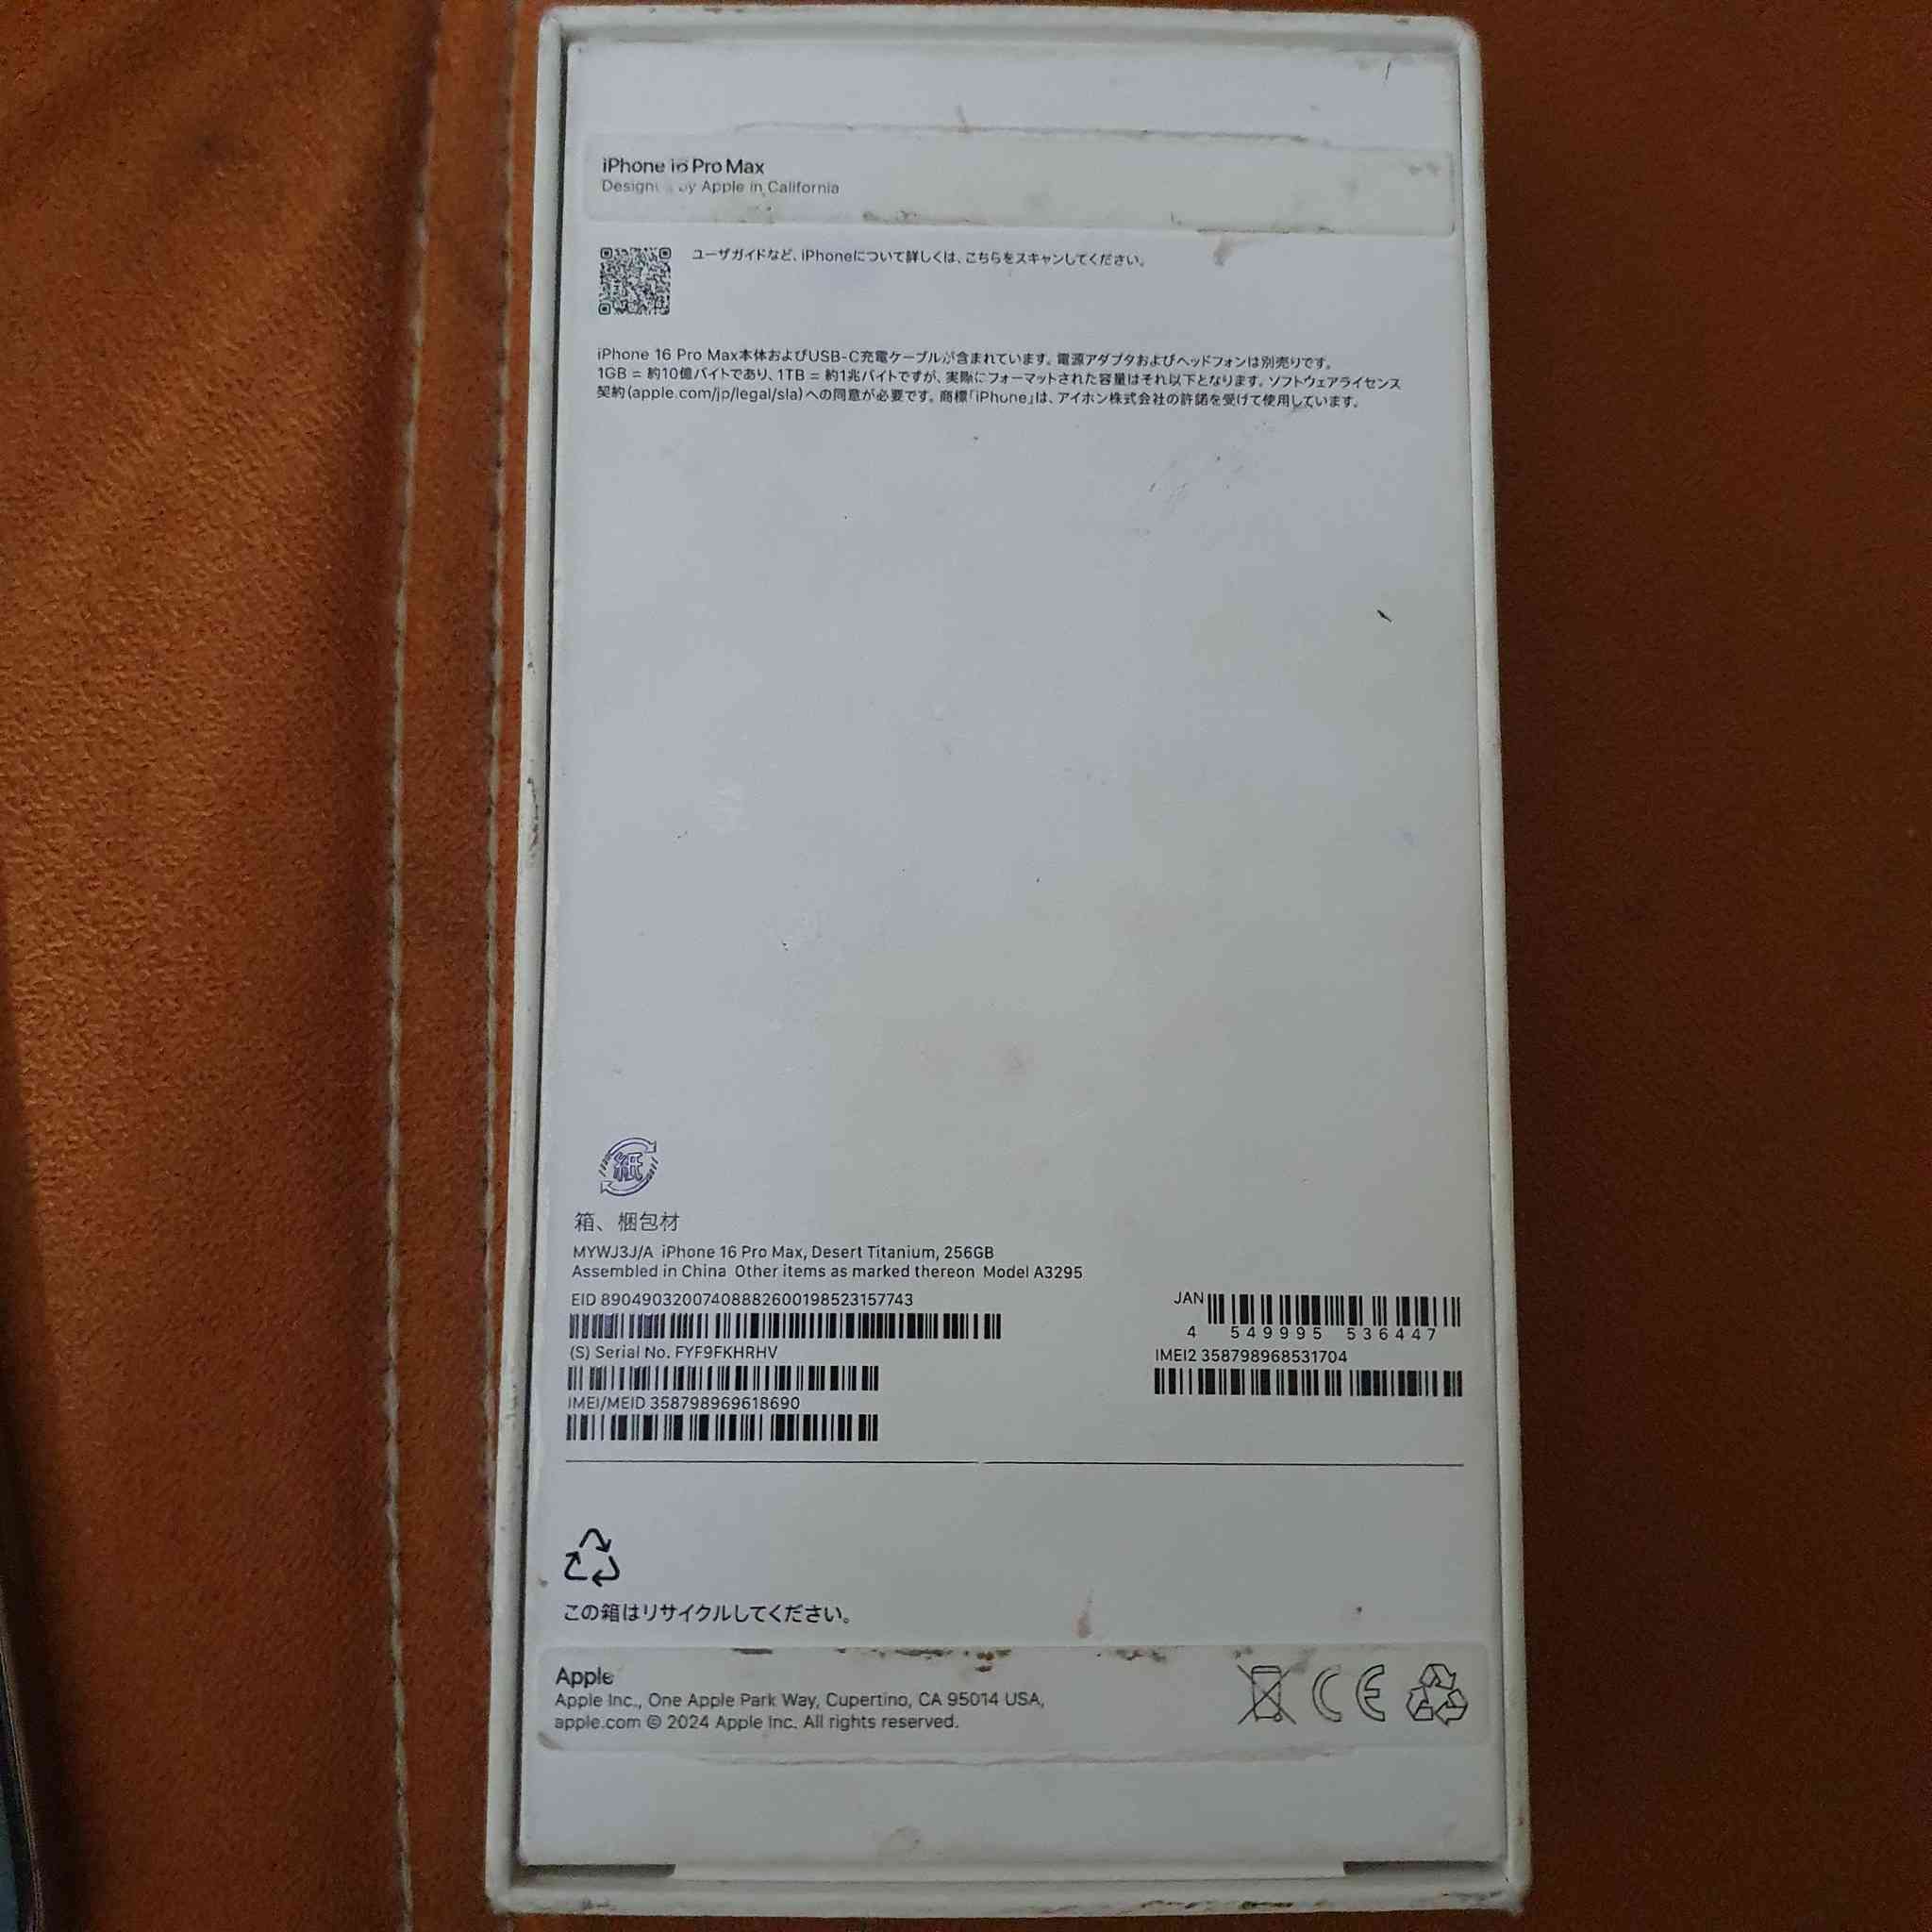 iPhone 16 Pro Max
Designed by Apple in California
ユーザガイドなど、iPhoneについて詳しくは、こちらをスキャンしてください。
iPhone 16 Pro Max本体およびUSB-C充電ケーブルが含まれています。電源アダプタおよびヘッドフォンは別売りです。
1GB = 約10億バイトであり、1TB = 約1兆バイトですが、実際にフォーマットされた容量はそれ以下となります。ソフトウェアライセンス
契約(apple.com/jp/legal/sla)への同意が必要です。商標「iPhone」は、アイホン株式会社の許諾を受けて使用しています。
紙
箱、梱包材
MYWJ3J/A iPhone 16 Pro Max, Desert Titanium, 256GB
Assembled in China Other items as marked thereon Model A3295
EID 89049032007408882600198523157743
JAN
4 549995 536447
(S) Serial No. FYF9FKHRHV
IMEI2 358798968531704
IMEI/MEID 358798969618690
この箱はリサイクルしてください。
Apple
Apple Inc., One Apple Park Way, Cupertino, CA 95014 USA,
apple.com © 2024 Apple Inc. All rights reserved.
CE